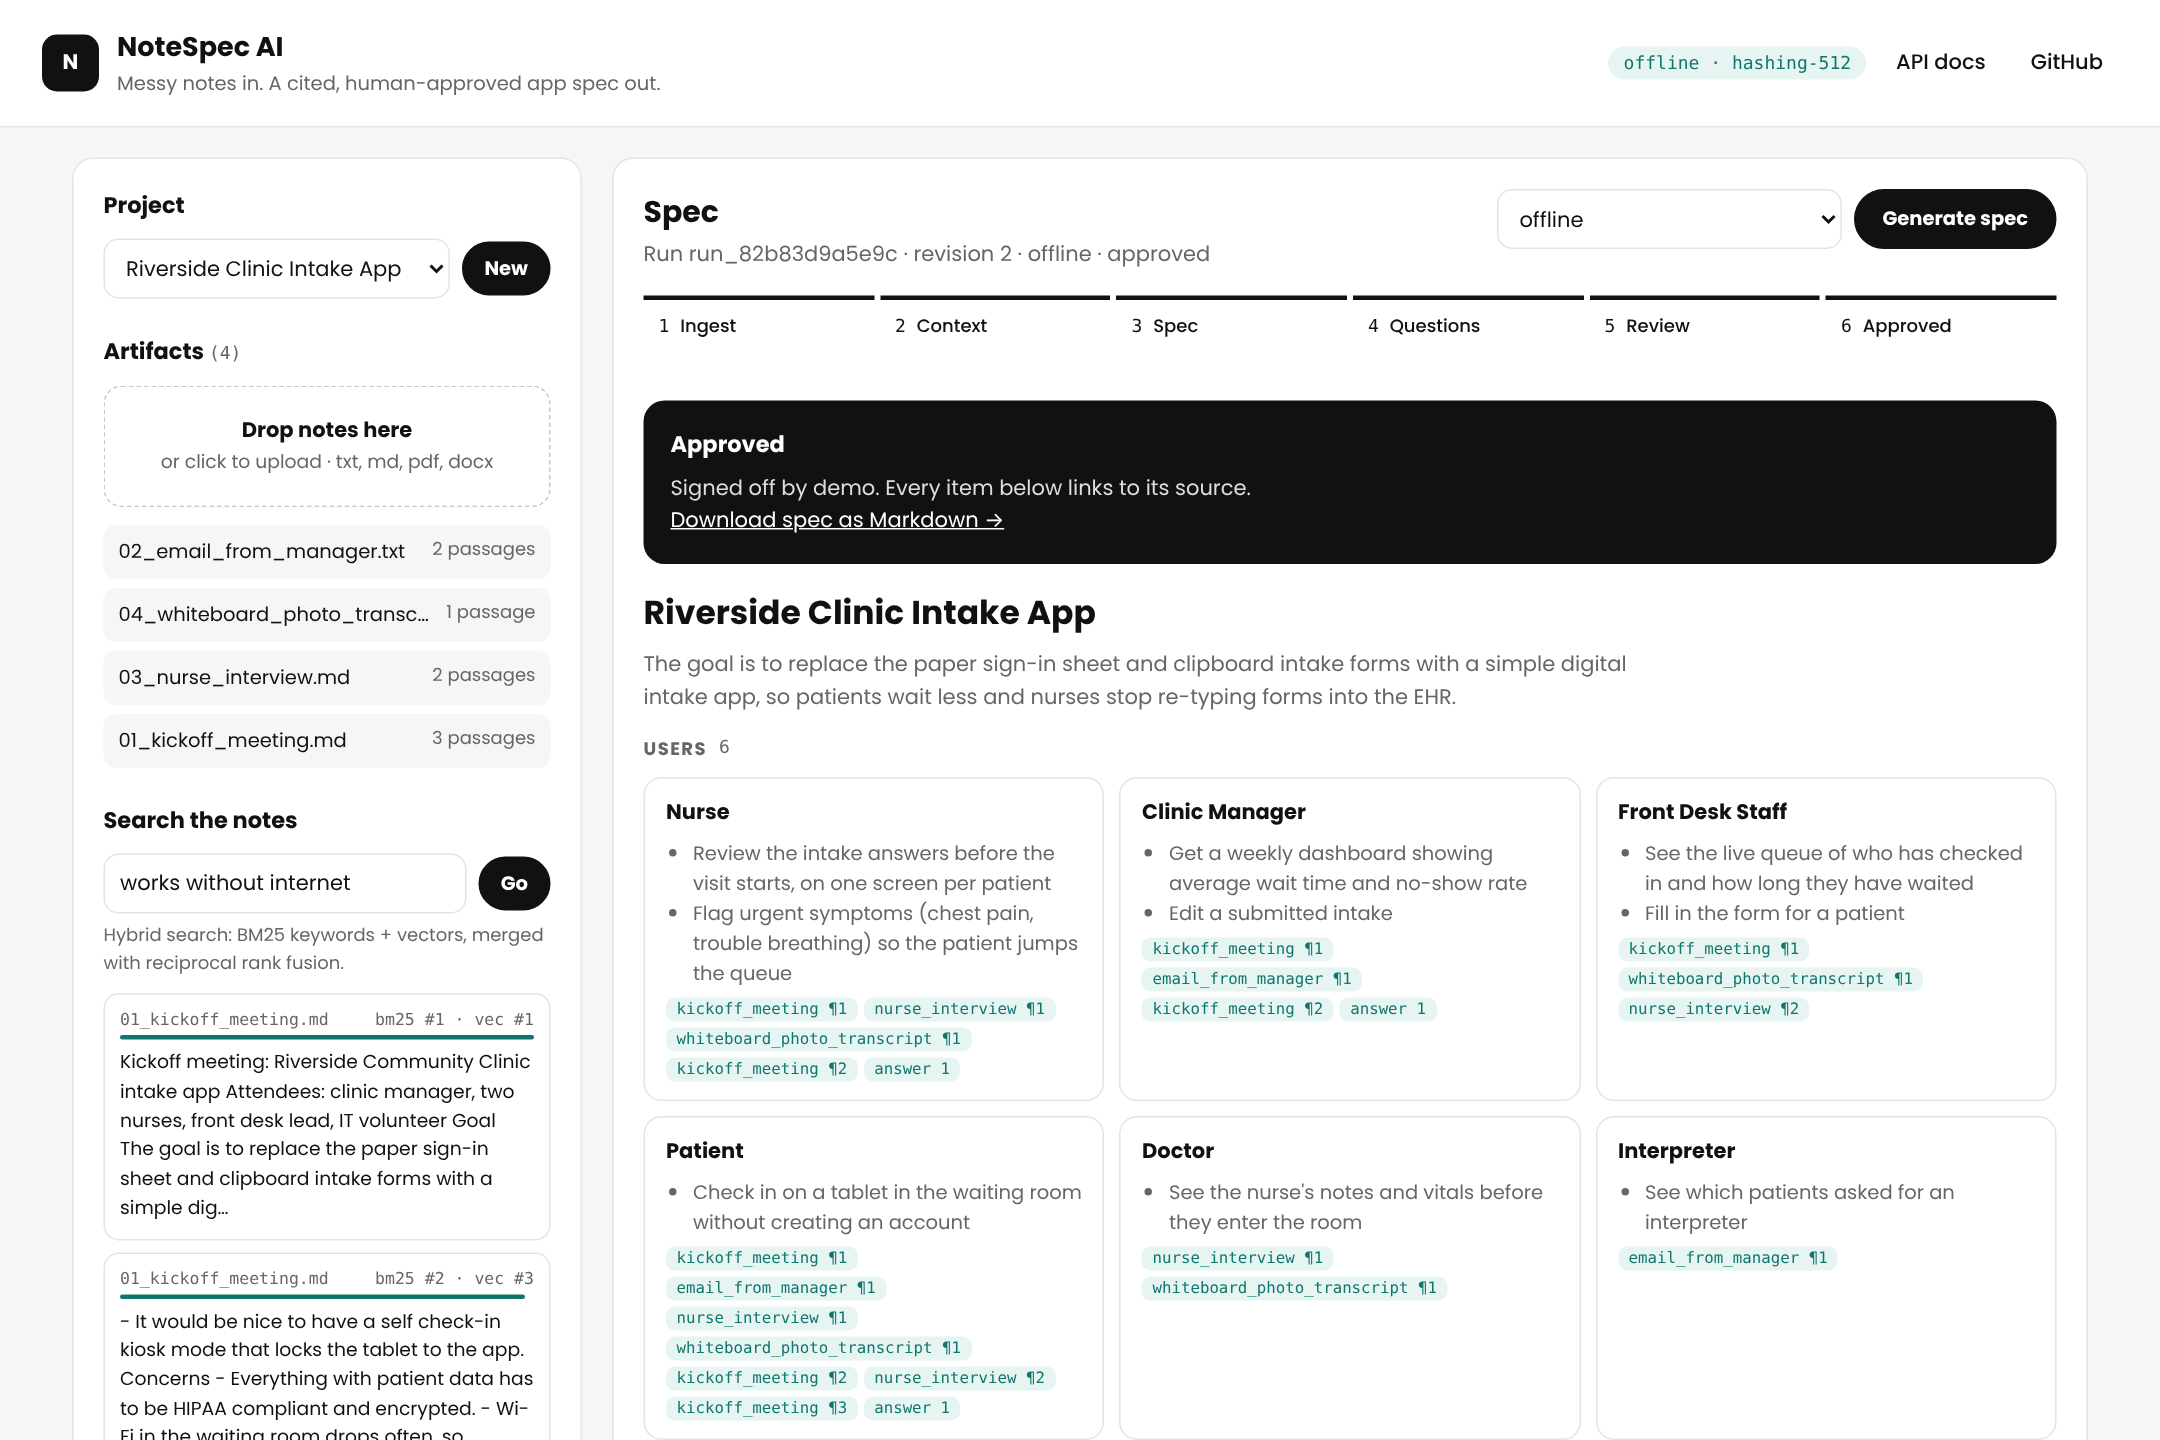 N
NoteSpec AI
Messy notes in. A cited, human-approved app spec out.
offline · hashing-512
API docs
GitHub
Project
Riverside Clinic Intake App
New
Artifacts (4)
Drop notes here
or click to upload · txt, md, pdf, docx
02_email_from_manager.txt 2 passages
04_whiteboard_photo_transc... 1 passage
03_nurse_interview.md 2 passages
01_kickoff_meeting.md 3 passages
Search the notes
works without internet
Go
Hybrid search: BM25 keywords + vectors, merged
with reciprocal rank fusion.
01_kickoff_meeting.md bm25 #1 · vec #1
Kickoff meeting: Riverside Community Clinic
intake app Attendees: clinic manager, two
nurses, front desk lead, IT volunteer Goal
The goal is to replace the paper sign-in
sheet and clipboard intake forms with a
simple dig...
01_kickoff_meeting.md bm25 #2 · vec #3
- It would be nice to have a self check-in
kiosk mode that locks the tablet to the app.
Concerns - Everything with patient data has
to be HIPAA compliant and encrypted. - Wi-
Fi in the waiting room drops often, so
Spec
Run run_82b83d9a5e9c · revision 2 · offline · approved
offline
Generate spec
1 Ingest
2 Context
3 Spec
4 Questions
5 Review
6 Approved
Approved
Signed off by demo. Every item below links to its source.
Download spec as Markdown →
Riverside Clinic Intake App
The goal is to replace the paper sign-in sheet and clipboard intake forms with a simple digital
intake app, so patients wait less and nurses stop re-typing forms into the EHR.
USERS 6
Nurse
• Review the intake answers before the
visit starts, on one screen per patient
• Flag urgent symptoms (chest pain,
trouble breathing) so the patient jumps
the queue
kickoff_meeting ¶1 nurse_interview ¶1
whiteboard_photo_transcript ¶1
kickoff_meeting ¶2 answer 1
Clinic Manager
• Get a weekly dashboard showing
average wait time and no-show rate
• Edit a submitted intake
kickoff_meeting ¶1
email_from_manager ¶1
kickoff_meeting ¶2 answer 1
Front Desk Staff
• See the live queue of who has checked
in and how long they have waited
• Fill in the form for a patient
kickoff_meeting ¶1
whiteboard_photo_transcript ¶1
nurse_interview ¶2
Patient
• Check in on a tablet in the waiting room
without creating an account
kickoff_meeting ¶1
email_from_manager ¶1
nurse_interview ¶1
whiteboard_photo_transcript ¶1
kickoff_meeting ¶2 nurse_interview ¶2
kickoff_meeting ¶3 answer 1
Doctor
• See the nurse's notes and vitals before
they enter the room
nurse_interview ¶1
whiteboard_photo_transcript ¶1
Interpreter
• See which patients asked for an
interpreter
email_from_manager ¶1